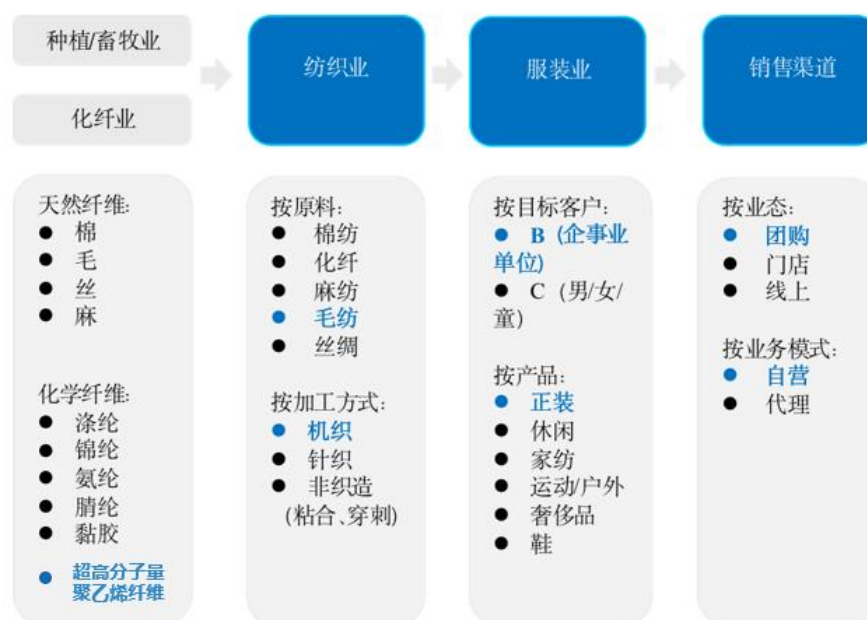 种植/畜牧业
化纤业
纺织业
服装业
销售渠道
天然纤维:
● 棉
● 毛
● 丝
● 麻
化学纤维:
● 涤纶
● 锦纶
● 氨纶
● 腈纶
● 黏胶
● 超高分子量
聚乙烯纤维
按原料:
● 棉纺
● 化纤
● 麻纺
● 毛纺
● 丝绸
按加工方式:
● 机织
● 针织
● 非织造
(粘合、穿刺)
按目标客户:
● B (企事业
单位)
● C (男/女/
童)
按产品:
● 正装
● 休闲
● 家纺
● 运动/户外
● 奢侈品
● 鞋
按业态:
● 团购
● 门店
● 线上
按业务模式:
● 自营
● 代理